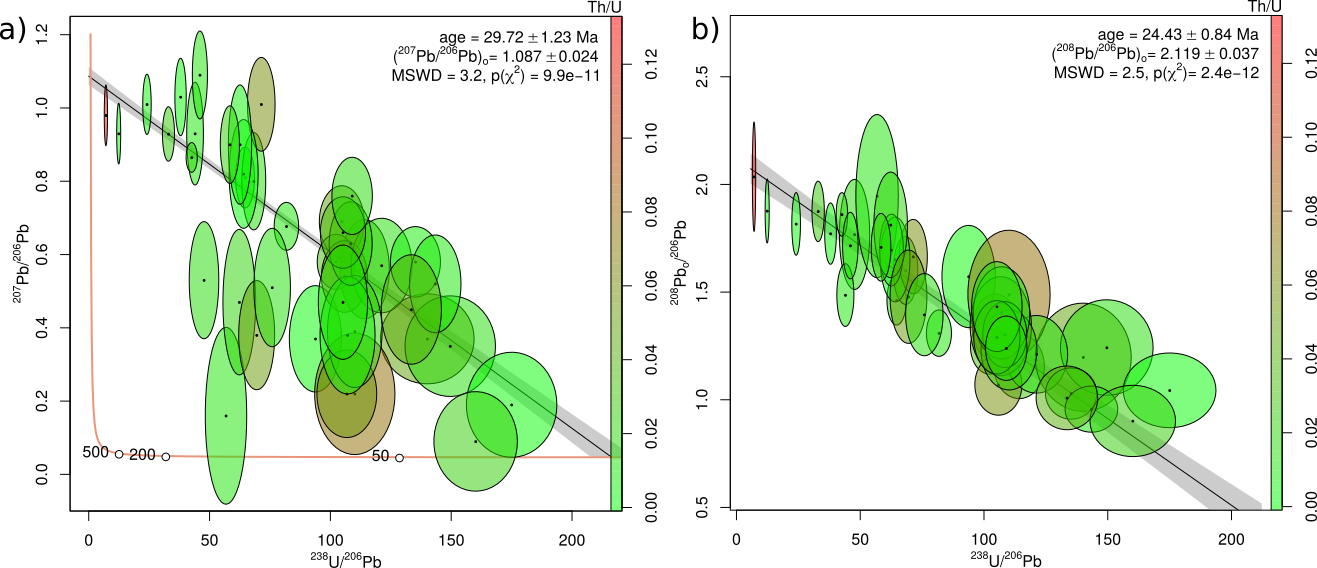 a)
Th/U
age = 29.72 ± 1.23 Ma
(²⁰⁷Pb/²⁰⁶Pb)ₒ= 1.087 ± 0.024
MSWD = 3.2, p(χ²) = 9.9e−11
1.2
1.0
0.8
0.6
0.4
0.2
0.0
²⁰⁷Pb/²⁰⁶Pb
500
200
50
0
50
100
150
200
²³⁸U/²⁰⁶Pb
0.12
0.10
0.08
0.06
0.04
0.02
0.00
b)
Th/U
age = 24.43 ± 0.84 Ma
(²⁰⁸Pb/²⁰⁶Pb)ₒ= 2.119 ± 0.037
MSWD = 2.5, p(χ²)= 2.4e−12
2.5
2.0
1.5
1.0
0.5
²⁰⁸Pbₒ/²⁰⁶Pb
0
50
100
150
200
²³⁸U/²⁰⁶Pb
0.12
0.10
0.08
0.06
0.04
0.02
0.00